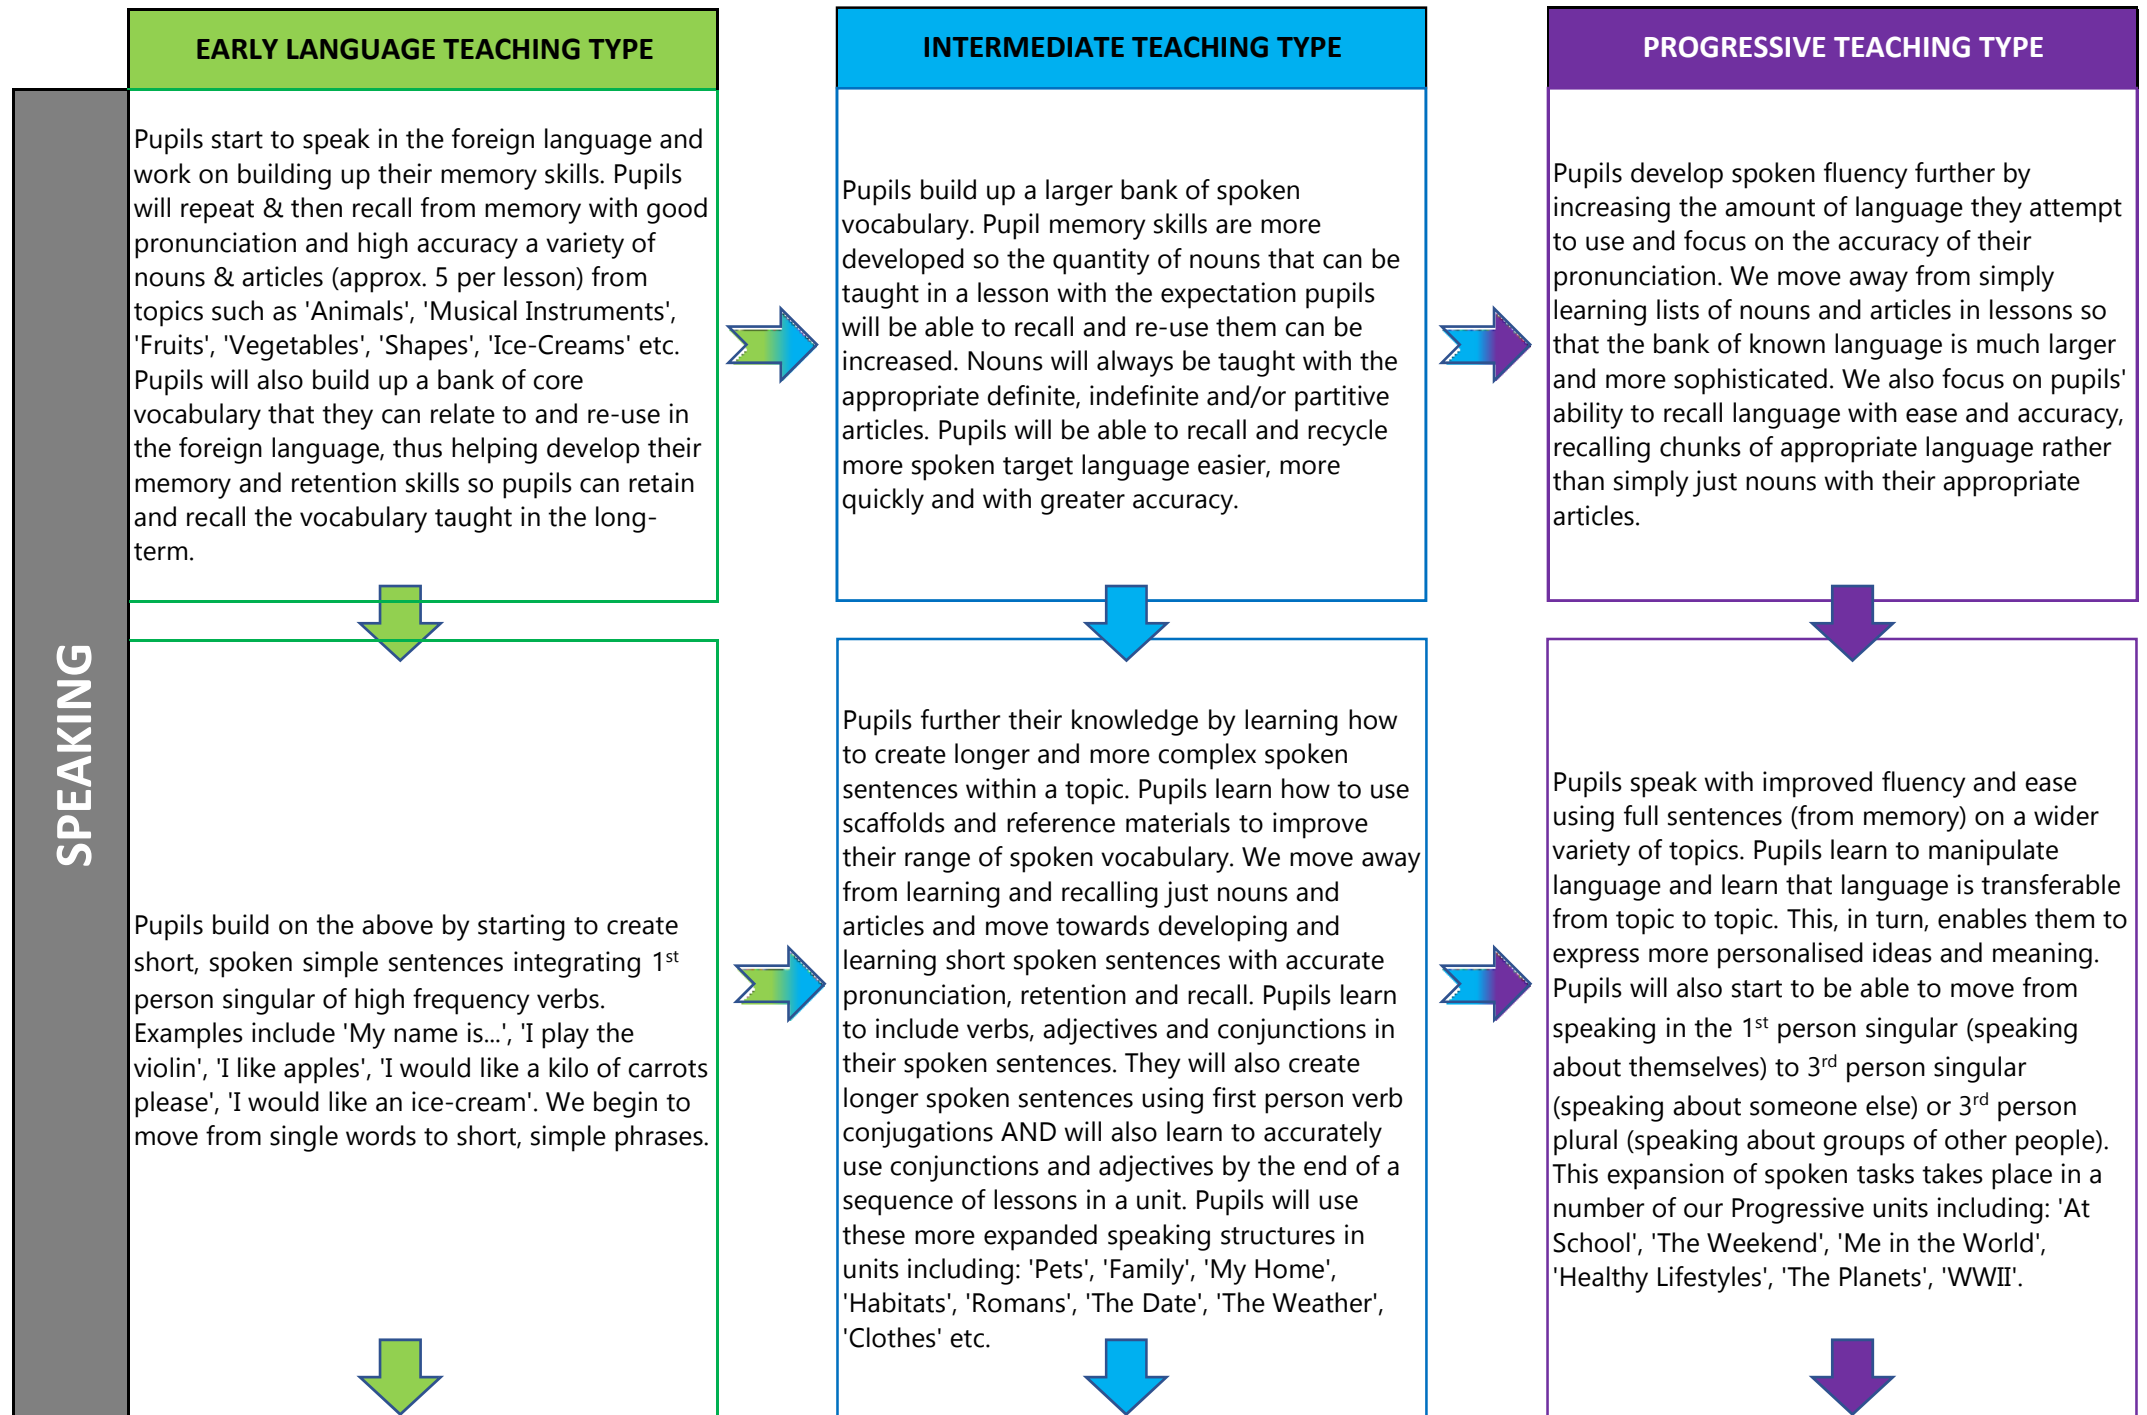 EARLY LANGUAGE TEACHING TYPE
INTERMEDIATE TEACHING TYPE
PROGRESSIVE TEACHING TYPE
SPEAKING
Pupils start to speak in the foreign language and
work on building up their memory skills. Pupils
will repeat & then recall from memory with good
pronunciation and high accuracy a variety of
nouns & articles (approx. 5 per lesson) from
topics such as 'Animals', 'Musical Instruments',
'Fruits', 'Vegetables', 'Shapes', 'Ice-Creams' etc.
Pupils will also build up a bank of core
vocabulary that they can relate to and re-use in
the foreign language, thus helping develop their
memory and retention skills so pupils can retain
and recall the vocabulary taught in the long-
term.
Pupils build up a larger bank of spoken
vocabulary. Pupil memory skills are more
developed so the quantity of nouns that can be
taught in a lesson with the expectation pupils
will be able to recall and re-use them can be
increased. Nouns will always be taught with the
appropriate definite, indefinite and/or partitive
articles. Pupils will be able to recall and recycle
more spoken target language easier, more
quickly and with greater accuracy.
Pupils develop spoken fluency further by
increasing the amount of language they attempt
to use and focus on the accuracy of their
pronunciation. We move away from simply
learning lists of nouns and articles in lessons so
that the bank of known language is much larger
and more sophisticated. We also focus on pupils'
ability to recall language with ease and accuracy,
recalling chunks of appropriate language rather
than simply just nouns with their appropriate
articles.
Pupils build on the above by starting to create
short, spoken simple sentences integrating 1st
person singular of high frequency verbs.
Examples include 'My name is...', 'I play the
violin', 'I like apples', 'I would like a kilo of carrots
please', 'I would like an ice-cream'. We begin to
move from single words to short, simple phrases.
Pupils further their knowledge by learning how
to create longer and more complex spoken
sentences within a topic. Pupils learn how to use
scaffolds and reference materials to improve
their range of spoken vocabulary. We move away
from learning and recalling just nouns and
articles and move towards developing and
learning short spoken sentences with accurate
pronunciation, retention and recall. Pupils learn
to include verbs, adjectives and conjunctions in
their spoken sentences. They will also create
longer spoken sentences using first person verb
conjugations AND will also learn to accurately
use conjunctions and adjectives by the end of a
sequence of lessons in a unit. Pupils will use
these more expanded speaking structures in
units including: 'Pets', 'Family', 'My Home',
'Habitats', 'Romans', 'The Date', 'The Weather',
'Clothes' etc.
Pupils speak with improved fluency and ease
using full sentences (from memory) on a wider
variety of topics. Pupils learn to manipulate
language and learn that language is transferable
from topic to topic. This, in turn, enables them to
express more personalised ideas and meaning.
Pupils will also start to be able to move from
speaking in the 1st person singular (speaking
about themselves) to 3rd person singular
(speaking about someone else) or 3rd person
plural (speaking about groups of other people).
This expansion of spoken tasks takes place in a
number of our Progressive units including: 'At
School', 'The Weekend', 'Me in the World',
'Healthy Lifestyles', 'The Planets', 'WWII'.